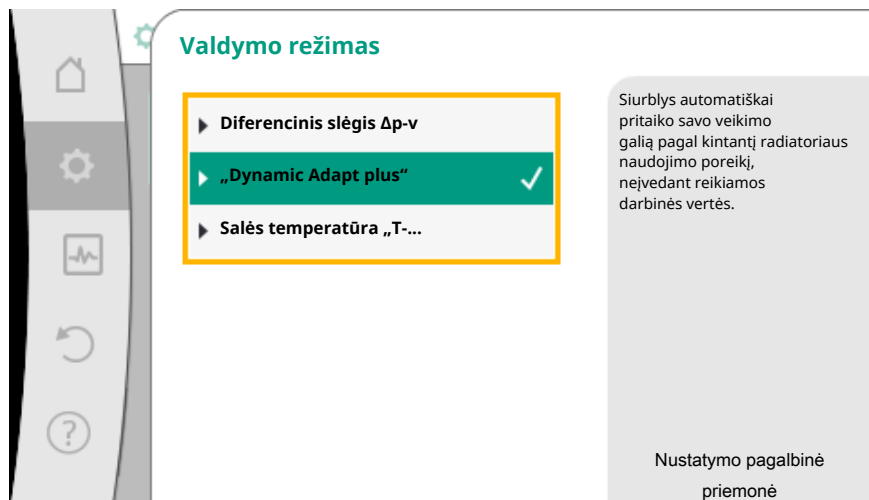 Valdymo režimas
Diferencinis slėgis Δp-v
„Dynamic Adapt plus“
Salės temperatūra „T-...
Siurblys automatiškai
pritaiko savo veikimo
galią pagal kintantį radiatoriaus
naudojimo poreikį,
neįvedant reikiamos
darbinės vertės.
Nustatymo pagalbinė
priemonė